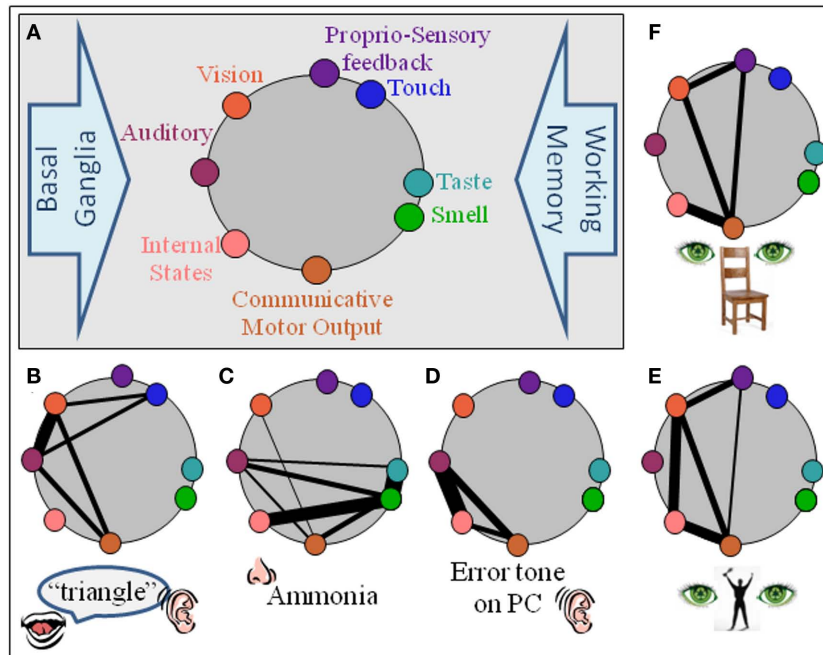 A
Proprio-Sensory
feedback
Vision
Touch
Auditory
Basal
Ganglia
Working
Memory
Taste
Smell
Internal
States
Communicative
Motor Output
F
B
C
D
E
“triangle”
Ammonia
Error tone
on PC